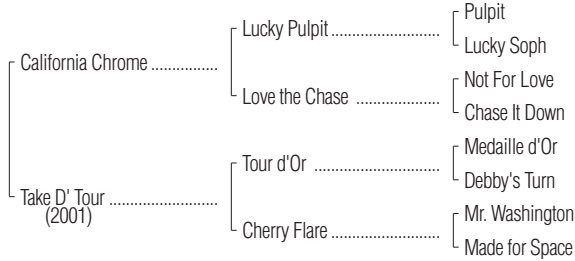 Pulpit
Lucky Pulpit ........................
Lucky Soph
California Chrome ................
Not For Love
Love the Chase ....................
Chase It Down
Medaille d'Or
Tour d'Or ..............................
Debby's Turn
Take D' Tour ..........................
(2001)
Mr. Washington
Cherry Flare ..........................
Made for Space